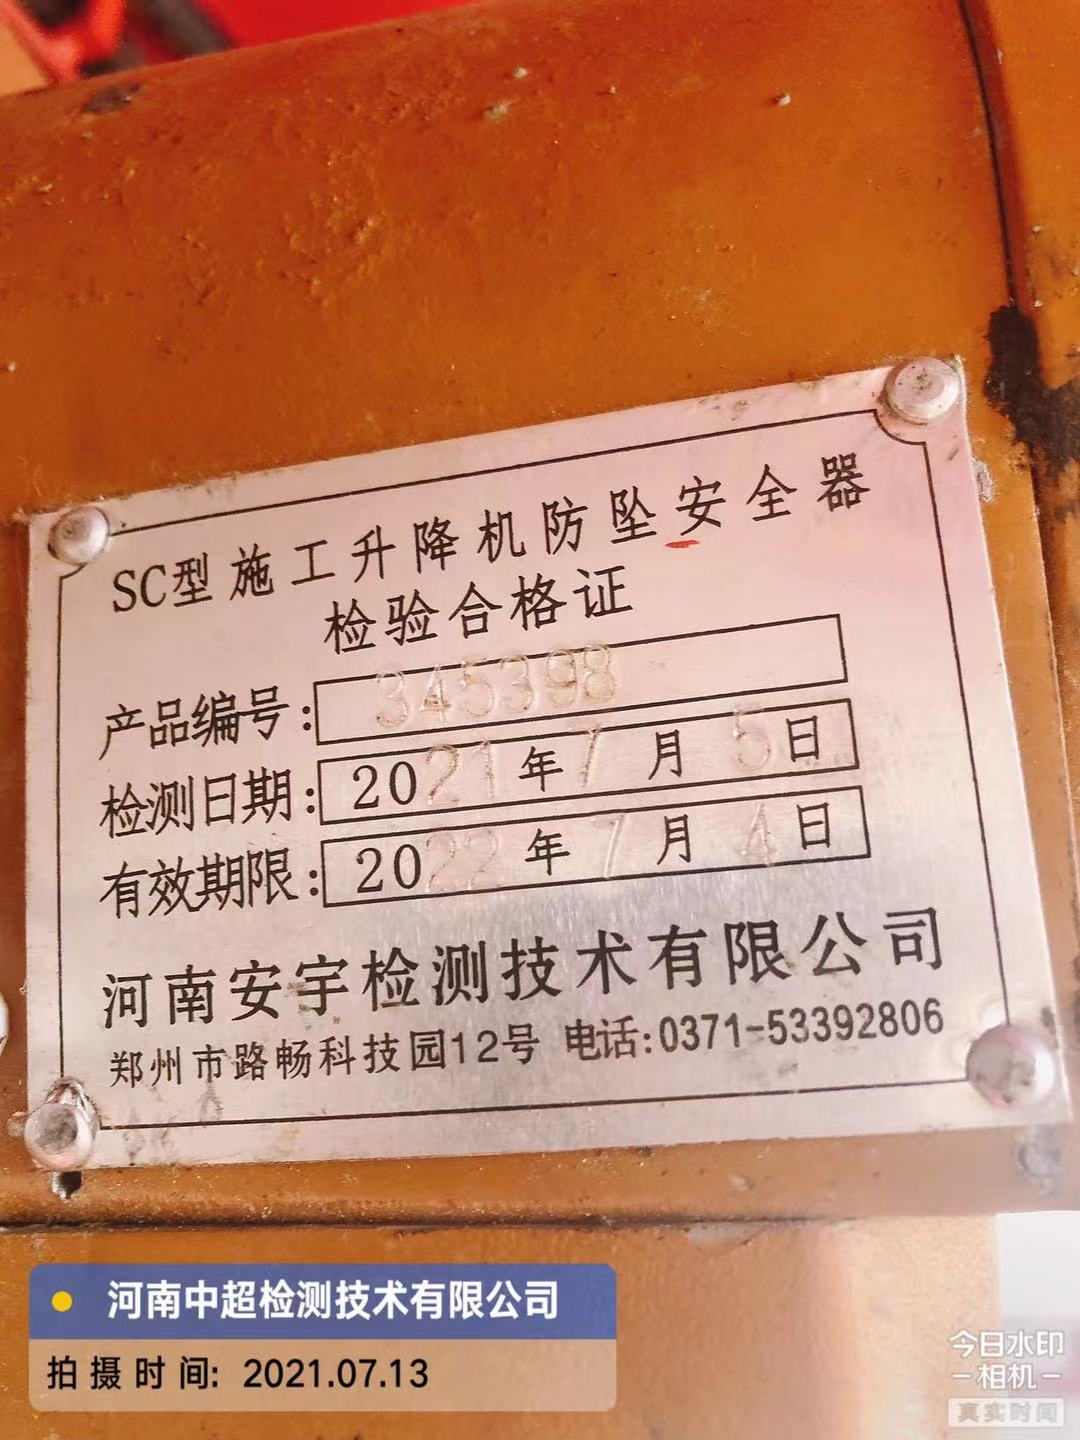 SC型施工升降机防坠安全器
检验合格证
产品编号: 345398
检测日期: 2021年7月5日
有效期限: 2022年7月4日
河南安宇检测技术有限公司
郑州市路畅科技园12号 电话:0371-53392806
河南中超检测技术有限公司
拍摄时间: 2021.07.13
今日水印
-相机-
真实时间